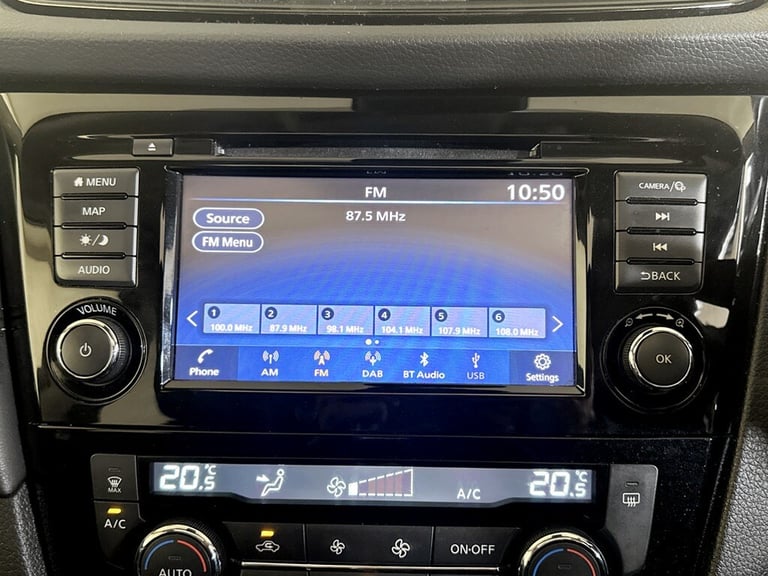 MENU
MAP
AUDIO
VOLUME
FM
10:50
Source
87.5 MHz
FM Menu
1 2 3 4 5 6
100.0 MHz 87.9 MHz 98.1 MHz 104.1 MHz 107.9 MHz 108.0 MHz
Phone AM FM DAB BT Audio USB Settings
CAMERA/
BACK
OK
20.5°C A/C 20.5°C
MAX
A/C
AUTO
ON·OFF